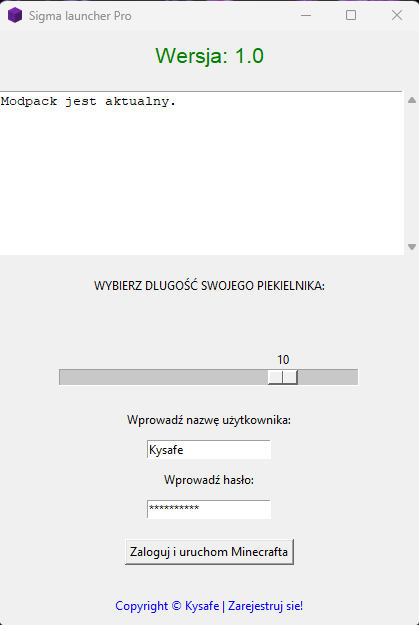 Sigma launcher Pro
Wersja: 1.0
Modpack jest aktualny.
WYBIERZ DLUGOŚĆ SWOJEGO PIEKIELNIKA:
10
Wprowadź nazwę użytkownika:
Kysafe
Wprowadź hasło:
**********
Zaloguj i uruchom Minecrafta
Copyright © Kysafe | Zarejestruj sie!